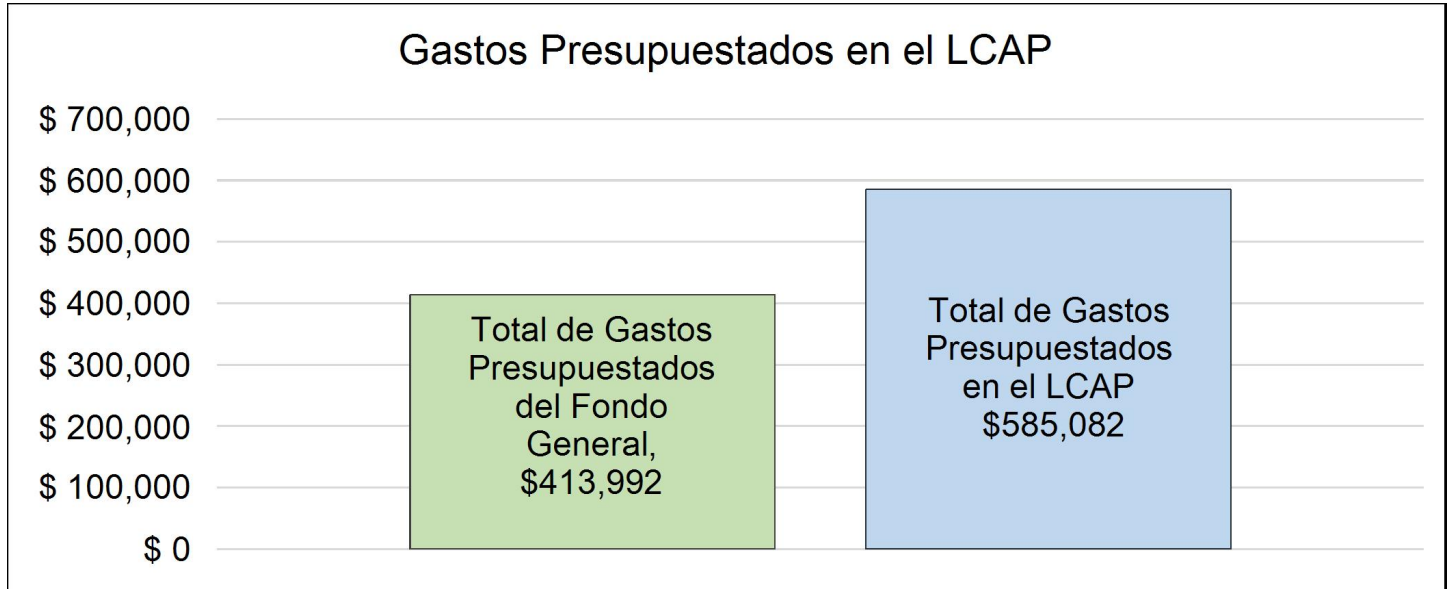 Gastos Presupuestados en el LCAP
$ 700,000
$ 600,000
$ 500,000
$ 400,000
$ 300,000
$ 200,000
$ 100,000
$ 0
Total de Gastos
Presupuestados
del Fondo
General,
$413,992
Total de Gastos
Presupuestados
en el LCAP
$585,082